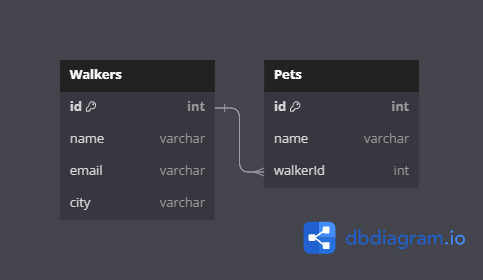 Walkers
id int
name varchar
email varchar
city varchar
Pets
id int
name varchar
walkerId int
dbdiagram.io